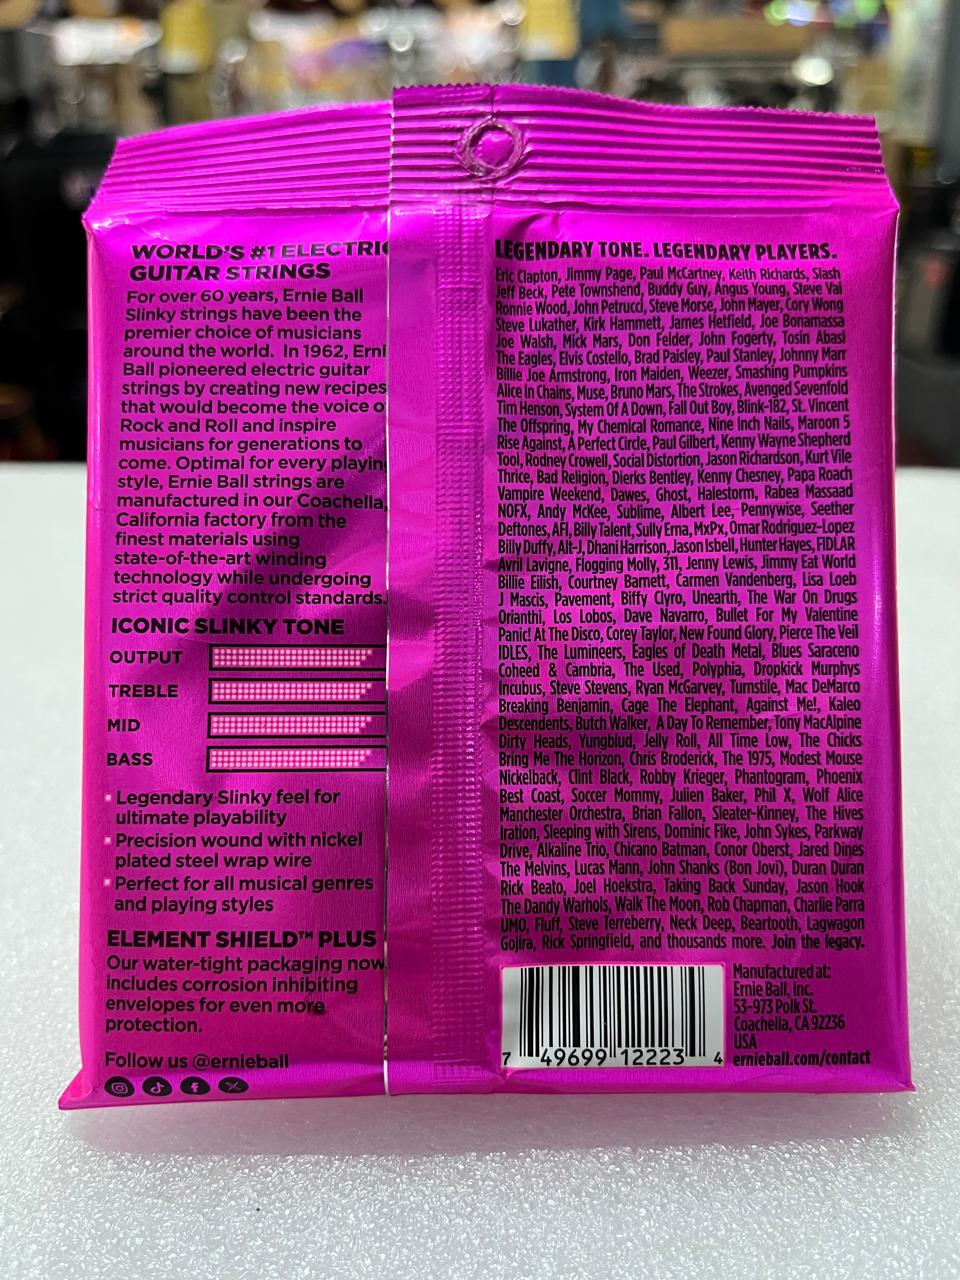 WORLD'S #1 ELECTRIC
GUITAR STRINGS
For over 60 years, Ernie Ball
Slinky strings have been the
premier choice of musicians
around the world. In 1962, Erni
Ball pioneered electric guitar
strings by creating new recipes
that would become the voice o
Rock and Roll and inspire
musicians for generations to
come. Optimal for every playin
style, Ernie Ball strings are
manufactured in our Coachella,
California factory from the
finest materials using
state-of-the-art winding
technology while undergoing
strict quality control standards.
ICONIC SLINKY TONE
OUTPUT
TREBLE
MID
BASS
Legendary Slinky feel for
ultimate playability
Precision wound with nickel
plated steel wrap wire
Perfect for all musical genres
and playing styles
ELEMENT SHIELD™ PLUS
Our water-tight packaging now
includes corrosion inhibiting
envelopes for even more
protection.
Follow us @ernieball
LEGENDARY TONE. LEGENDARY PLAYERS.
Eric Clapton, Jimmy Page, Paul McCartney, Keith Richards, Slash
Jeff Beck, Pete Townshend, Buddy Guy, Angus Young, Steve Vai
Ronnie Wood, John Petrucci, Steve Morse, John Mayer, Cory Wong
Steve Lukather, Kirk Hammett, James Hetfield, Joe Bonamassa
Joe Walsh, Mick Mars, Don Felder, John Fogerty, Tosin Abasi
The Eagles, Elvis Costello, Brad Paisley, Paul Stanley, Johnny Marr
Billie Joe Armstrong, Iron Maiden, Weezer, Smashing Pumpkins
Alice in Chains, Muse, Bruno Mars, The Strokes, Avenged Sevenfold
Tim Henson, System Of A Down, Fall Out Boy, Blink-182, St. Vincent
The Offspring, My Chemical Romance, Nine Inch Nails, Maroon 5
Rise Against, A Perfect Circle, Paul Gilbert, Kenny Wayne Shepherd
Tool, Rodney Crowell, Social Distortion, Jason Richardson, Kurt Vile
Thrice, Bad Religion, Dierks Bentley, Kenny Chesney, Papa Roach
Vampire Weekend, Dawes, Ghost, Halestorm, Rabea Massaad
NOFX, Andy McKee, Sublime, Albert Lee, Pennywise, Seether
Deftones, AFI, Billy Talent, Sully Erna, MxPx, Omar Rodriguez-Lopez
Billy Duffy, Alt-J, Dhani Harrison, Jason Isbell, Hunter Hayes, FIDLAR
Avril Lavigne, Flogging Molly, 311, Jenny Lewis, Jimmy Eat World
Billie Eilish, Courtney Barnett, Carmen Vandenberg, Lisa Loeb
J Mascis, Pavement, Biffy Clyro, Unearth, The War On Drugs
Orianthi, Los Lobos, Dave Navarro, Bullet For My Valentine
Panic! At The Disco, Corey Taylor, New Found Glory, Pierce The Veil
IDLES, The Lumineers, Eagles of Death Metal, Blues Saraceno
Coheed & Cambria, The Used, Polyphia, Dropkick Murphys
Incubus, Steve Stevens, Ryan McGarvey, Turnstile, Mac DeMarco
Breaking Benjamin, Cage The Elephant, Against Me!, Kaleo
Descendents, Butch Walker, A Day To Remember, Tony MacAlpine
Dirty Heads, Yungblud, Jelly Roll, All Time Low, The Chicks
Bring Me The Horizon, Chris Broderick, The 1975, Modest Mouse
Nickelback, Clint Black, Robby Krieger, Phantogram, Phoenix
Best Coast, Soccer Mommy, Julien Baker, Phil X, Wolf Alice
Manchester Orchestra, Brian Fallon, Sleater-Kinney, The Hives
Iration, Sleeping with Sirens, Dominic Fike, John Sykes, Parkway
Drive, Alkaline Trio, Chicano Batman, Conor Oberst, Jared Dines
The Melvins, Lucas Mann, John Shanks (Bon Jovi), Duran Duran
Rick Beato, Joel Hoekstra, Taking Back Sunday, Jason Hook
The Dandy Warhols, Walk The Moon, Rob Chapman, Charlie Parra
UMO, Fluff, Steve Terreberry, Neck Deep, Beartooth, Lagwagon
Gojira, Rick Springfield, and thousands more. Join the legacy.
7 49699 12223 4
Manufactured at:
Ernie Ball, Inc.
53-973 Polk St.
Coachella, CA 92236
USA
ernieball.com/contact